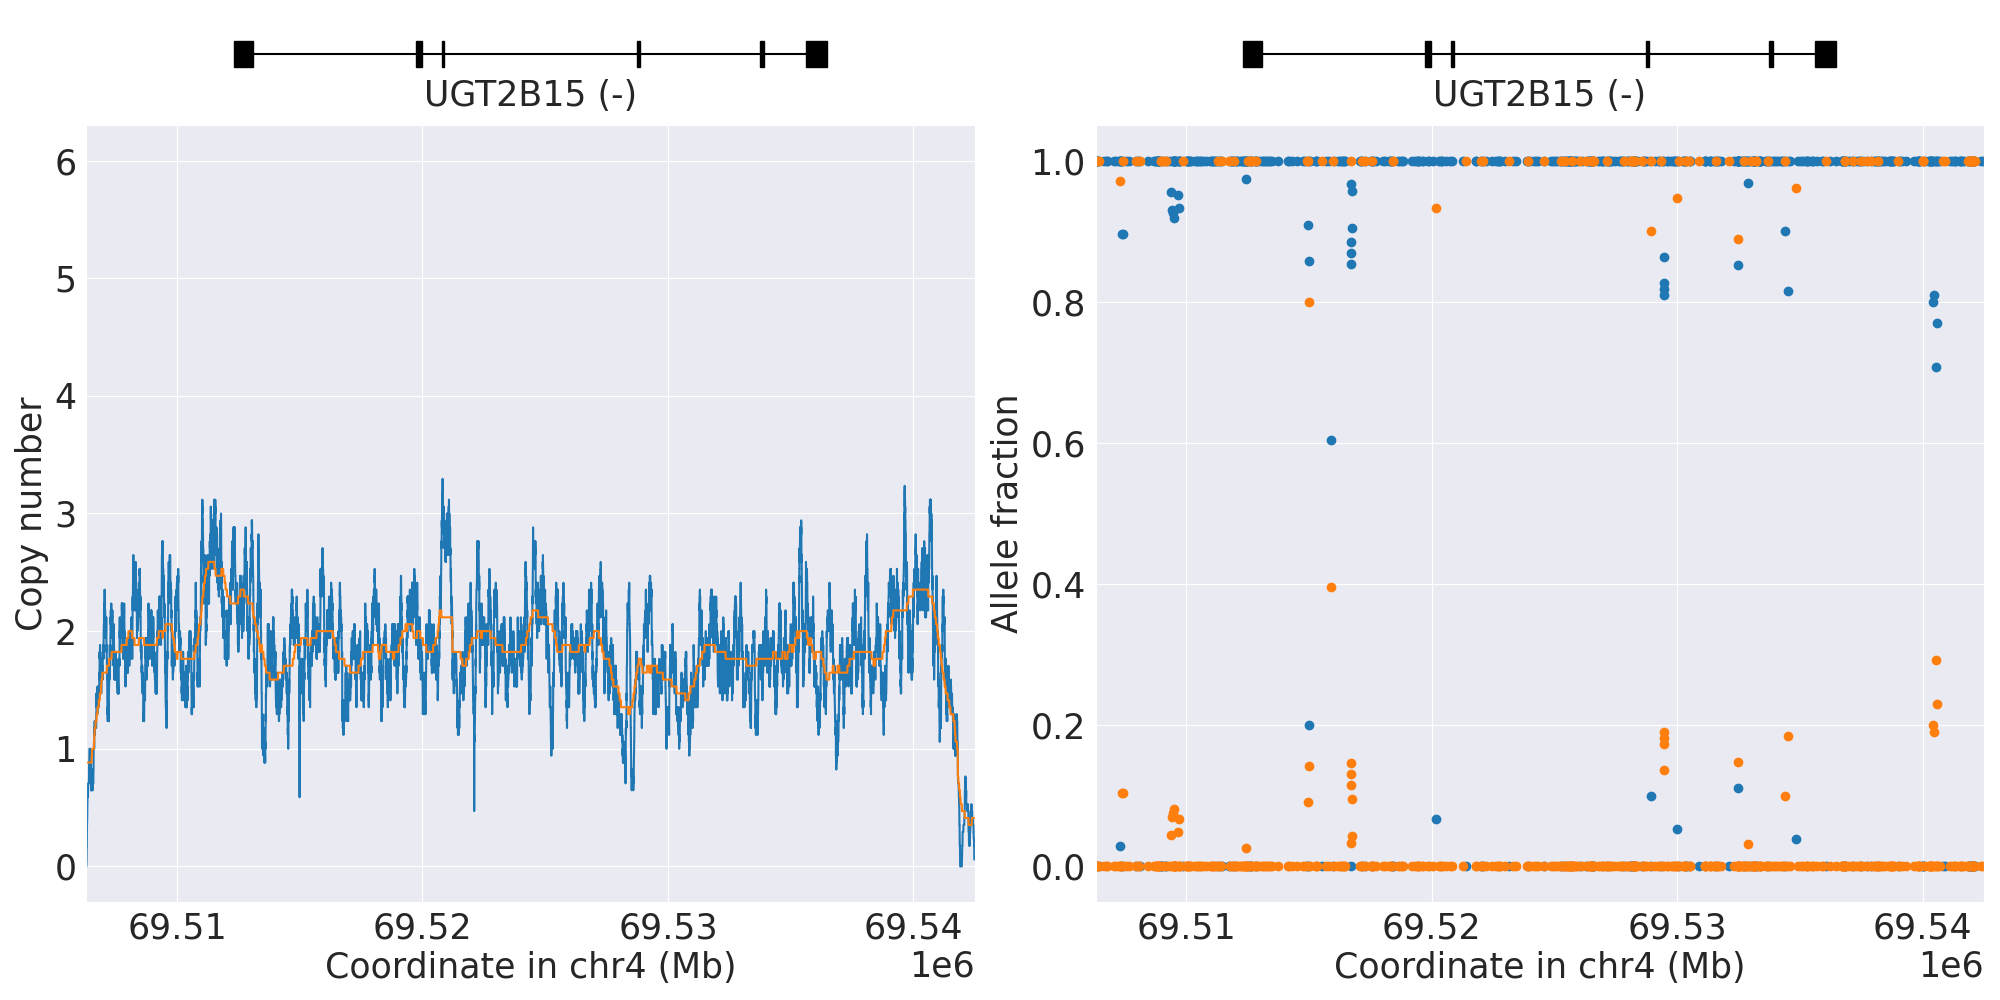 UGT2B15 (-)
6
5
4
3
2
1
0
Copy number
69.51 69.52 69.53 69.54
Coordinate in chr4 (Mb)
1e6
UGT2B15 (-)
1.0
0.8
0.6
0.4
0.2
0.0
Allele fraction
69.51 69.52 69.53 69.54
Coordinate in chr4 (Mb)
1e6